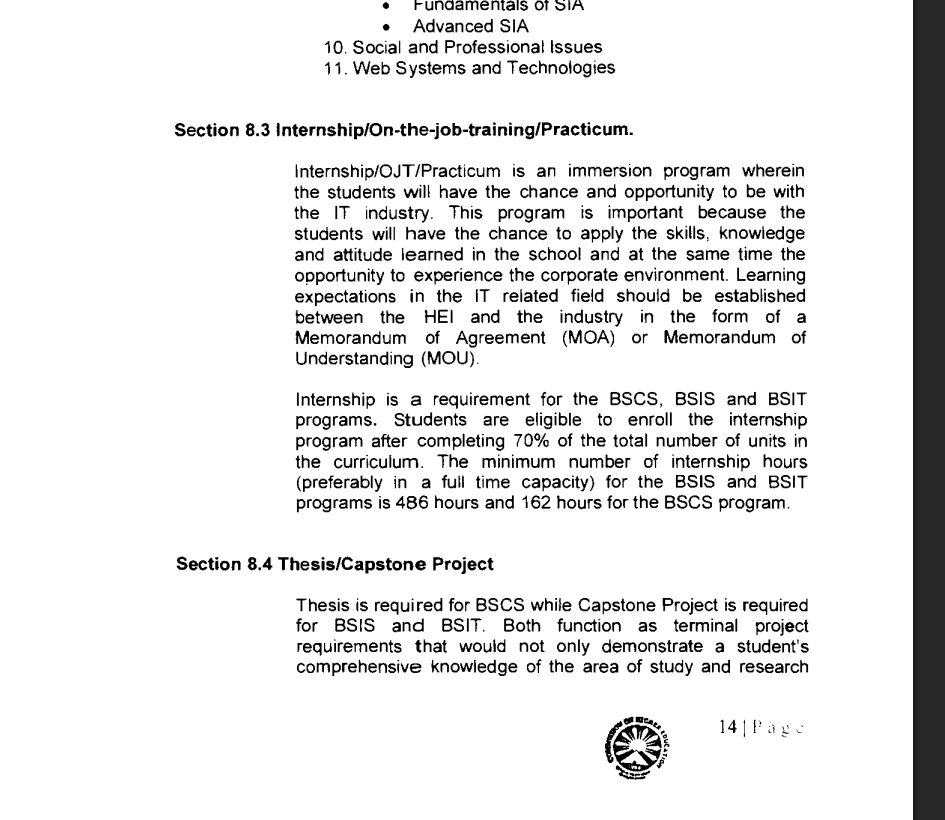 • Fundamentals of SIA
• Advanced SIA
10. Social and Professional Issues
11. Web Systems and Technologies
Section 8.3 Internship/On-the-job-training/Practicum.
Internship/OJT/Practicum is an immersion program wherein
the students will have the chance and opportunity to be with
the IT industry. This program is important because the
students will have the chance to apply the skills, knowledge
and attitude learned in the school and at the same time the
opportunity to experience the corporate environment. Learning
expectations in the IT related field should be established
between the HEI and the industry in the form of a
Memorandum of Agreement (MOA) or Memorandum of
Understanding (MOU).
Internship is a requirement for the BSCS, BSIS and BSIT
programs. Students are eligible to enroll the internship
program after completing 70% of the total number of units in
the curriculum. The minimum number of internship hours
(preferably in a full time capacity) for the BSIS and BSIT
programs is 486 hours and 162 hours for the BSCS program.
Section 8.4 Thesis/Capstone Project
Thesis is required for BSCS while Capstone Project is required
for BSIS and BSIT. Both function as terminal project
requirements that would not only demonstrate a student's
comprehensive knowledge of the area of study and research
14 | Page